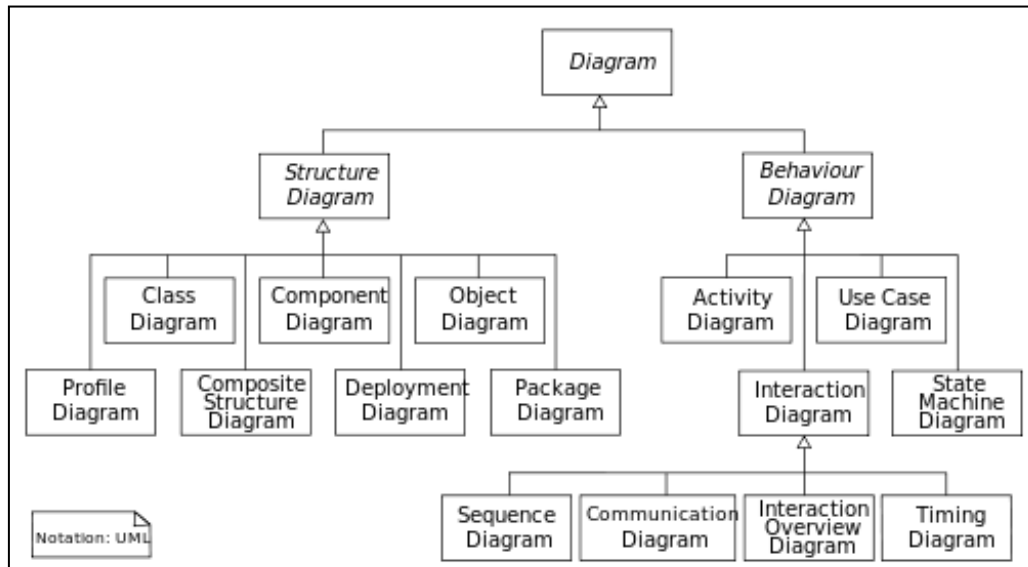 Diagram
Structure
Diagram
Behaviour
Diagram
Class
Diagram
Component
Diagram
Object
Diagram
Activity
Diagram
Use Case
Diagram
Profile
Diagram
Composite
Structure
Diagram
Deployment
Diagram
Package
Diagram
Interaction
Diagram
State
Machine
Diagram
Sequence
Diagram
Communication
Diagram
Interaction
Overview
Diagram
Timing
Diagram
Notation: UML